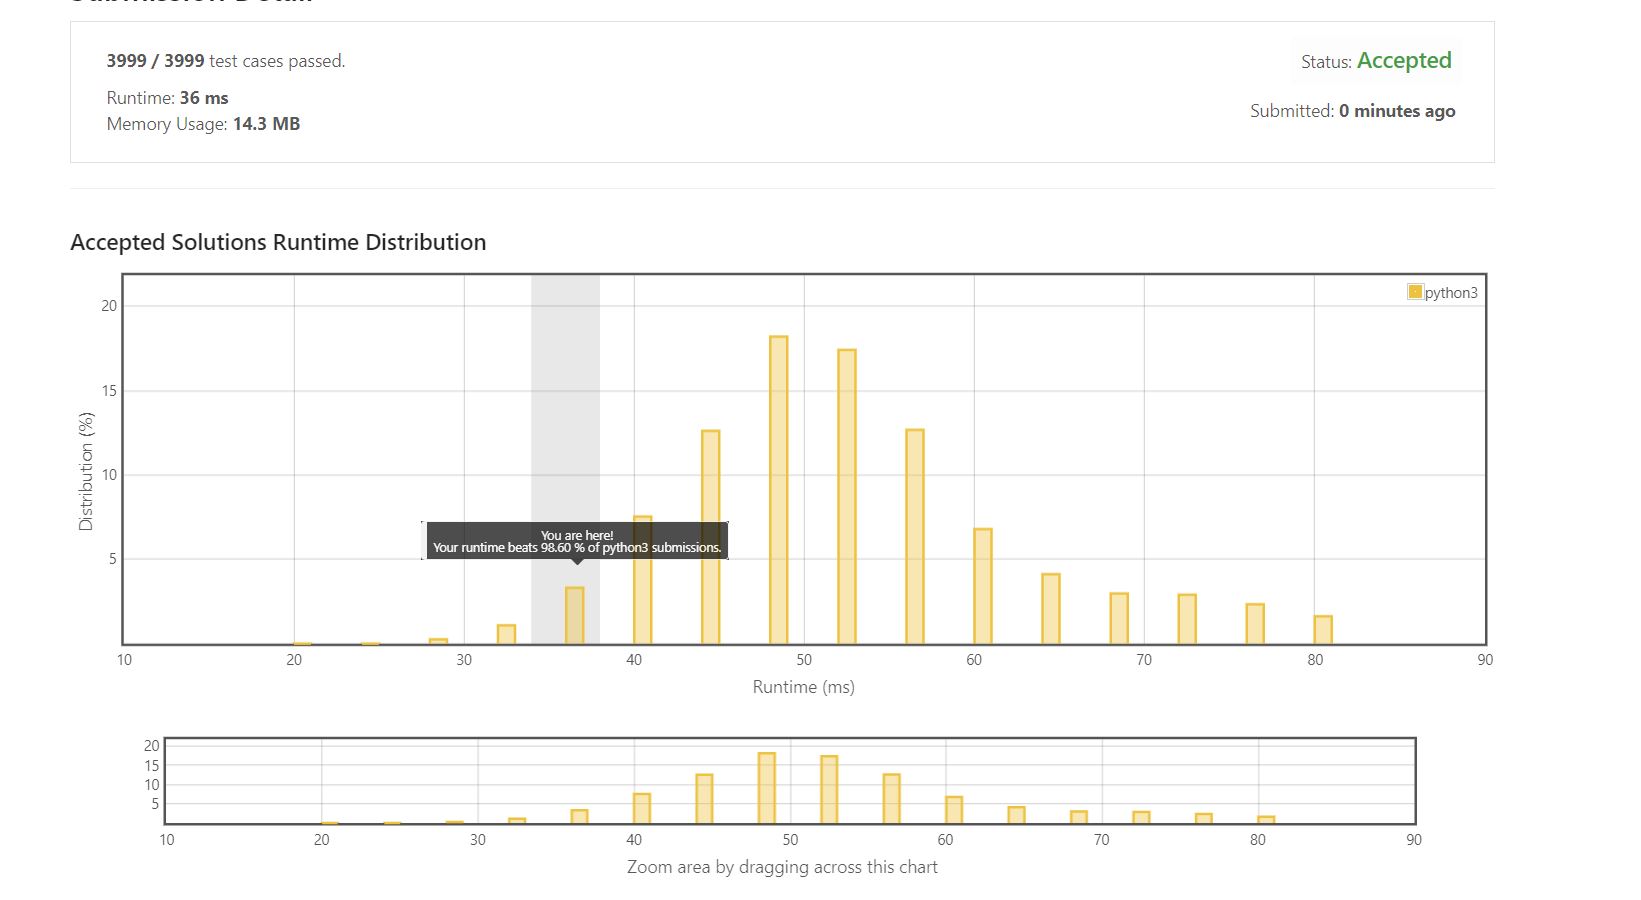 Submission Detail
3999 / 3999 test cases passed.
Status: Accepted
Runtime: 36 ms
Submitted: 0 minutes ago
Memory Usage: 14.3 MB
Accepted Solutions Runtime Distribution
python3
20
15
10
5
Distribution (%)
You are here!
Your runtime beats 98.60 % of python3 submissions.
10 20 30 40 50 60 70 80 90
Runtime (ms)
20
15
10
5
10 20 30 40 50 60 70 80 90
Zoom area by dragging across this chart